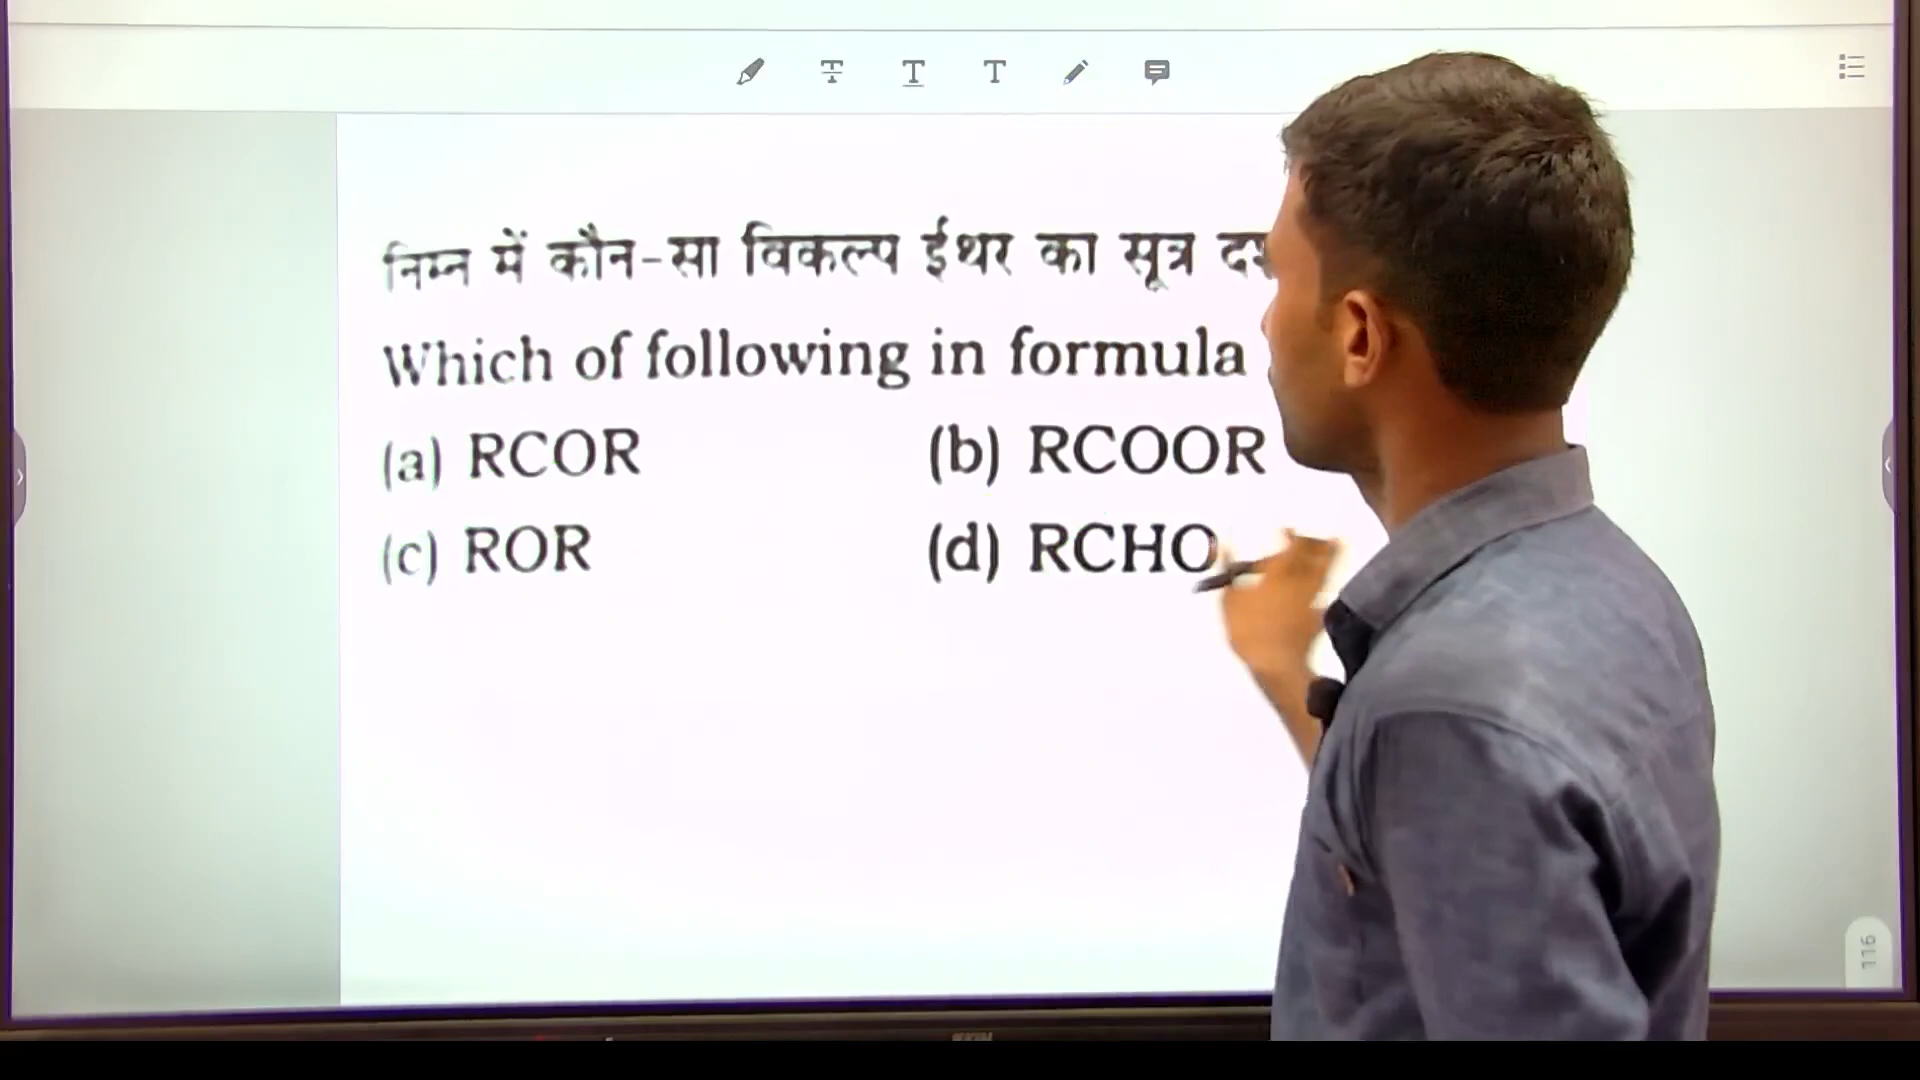 निम्न में कौन-सा विकल्प ईथर का सूत्र
Which of following in formula
(a) RCOR
(b) RCOOR
(c) ROR
(d) RCHO
116